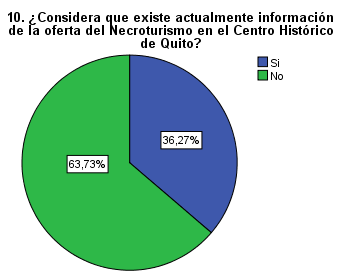 10. ¿Considera que existe actualmente información
de la oferta del Necroturismo en el Centro Histórico
de Quito?
Si
No
36,27%
63,73%